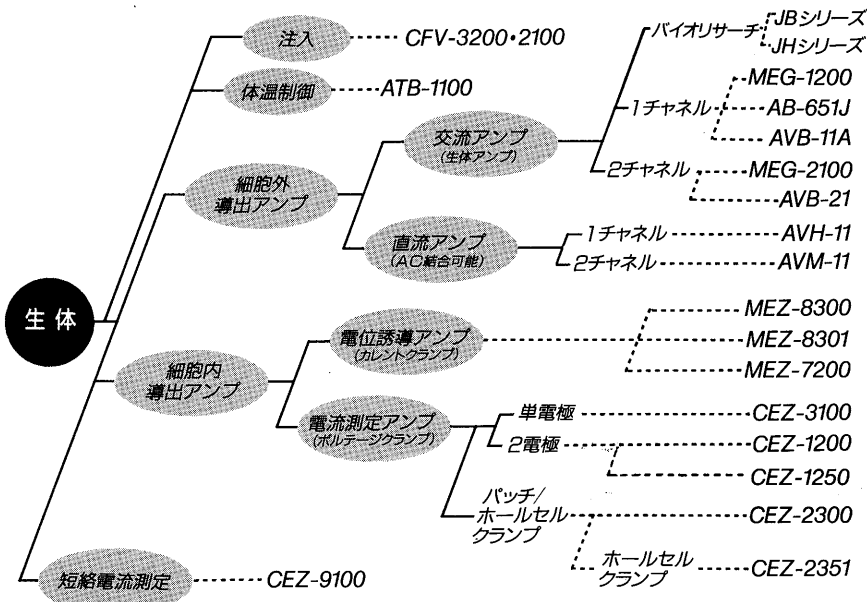 注入 CFV-3200・2100
体温制御 ATB-1100
細胞外
導出アンプ
交流アンプ
(生体アンプ)
バイオリサーチ
JBシリーズ
JHシリーズ
1チャネル
MEG-1200
AB-651J
AVB-11A
2チャネル
MEG-2100
AVB-21
直流アンプ
(AC結合可能)
1チャネル AVH-11
2チャネル AVM-11
生体
細胞内
導出アンプ
電位誘導アンプ
(カレントクランプ)
MEZ-8300
MEZ-8301
MEZ-7200
電流測定アンプ
(ボルテージクランプ)
単電極 CEZ-3100
2電極 CEZ-1200
CEZ-1250
パッチ/
ホールセル
クランプ
CEZ-2300
ホールセル
クランプ
CEZ-2351
短絡電流測定 CEZ-9100